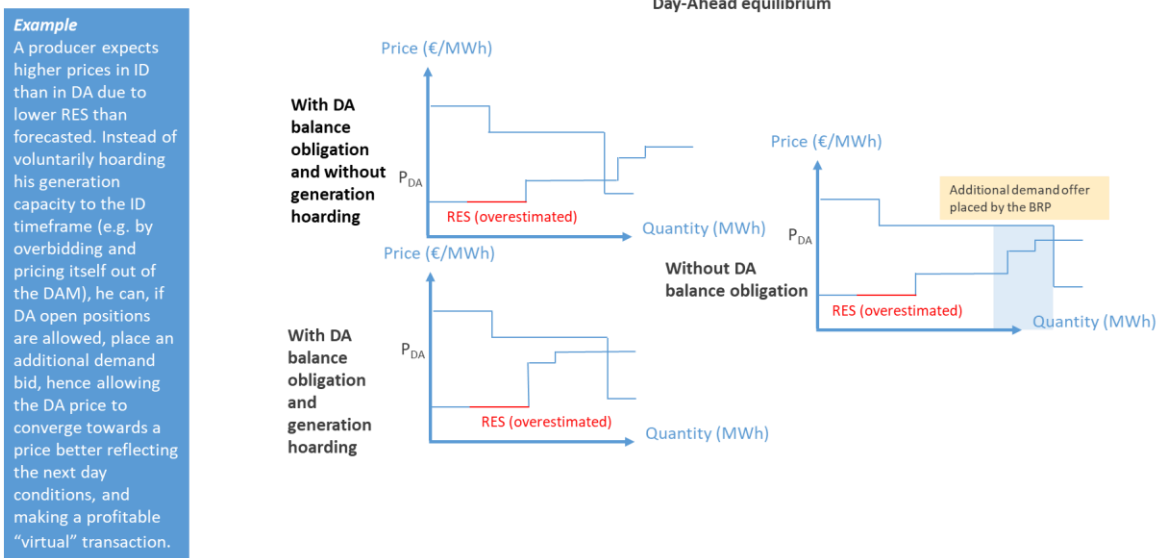 Day-Ahead equilibrium
Example
A producer expects
higher prices in ID
than in DA due to
lower RES than
forecasted. Instead of
voluntarily hoarding
his generation
capacity to the ID
timeframe (e.g. by
overbidding and
pricing itself out of
the DAM), he can, if
DA open positions
are allowed, place an
additional demand
bid, hence allowing
the DA price to
converge towards a
price better reflecting
the next day
conditions, and
making a profitable
“virtual” transaction.
Price (€/MWh)
With DA
balance
obligation
and without
generation
hoarding
PDA
RES (overestimated)
Quantity (MWh)
Price (€/MWh)
With DA
balance
obligation
and
generation
hoarding
PDA
RES (overestimated)
Quantity (MWh)
Price (€/MWh)
Additional demand offer
placed by the BRP
PDA
Without DA
balance obligation
RES (overestimated)
Quantity (MWh)